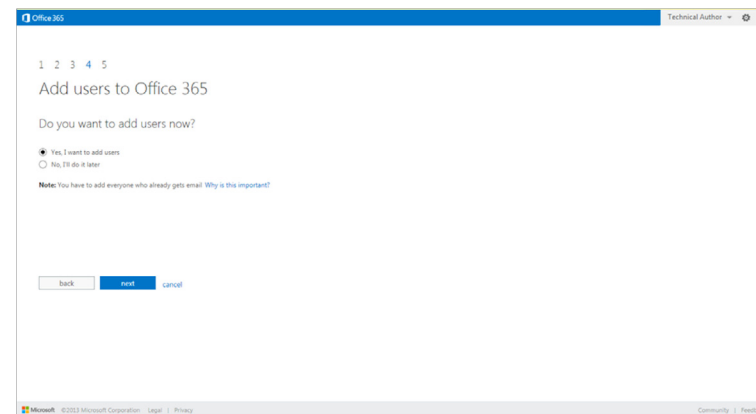 Office 365 Technical Author
1 2 3 4 5
Add users to Office 365
Do you want to add users now?
Yes, I want to add users
No, I'll do it later
Note: You have to add everyone who already gets email Why is this important?
back next cancel
Microsoft ©2013 Microsoft Corporation Legal | Privacy Community |